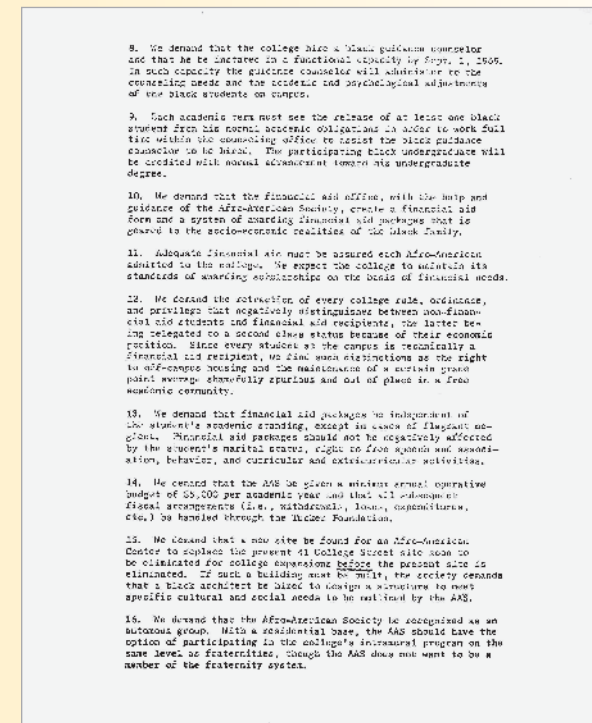 8. We demand that the college hire a black guidance counselor
and that he be instated in a functional capacity by Sept. 1, 1969.
In such capacity the guidance counselor will administer to the
counseling needs and the academic and psychological adjustments
of the black students on campus.
9. Each academic term must see the release of at least one black
student from his normal academic obligations in order to work full
time within the counseling office to assist the black guidance
counselor to be hired. The participating black undergraduate will
be credited with normal advancement toward his undergraduate
degree.
10. We demand that the financial aid office, with the help and
guidance of the Afro-American Society, create a financial aid
form and a system of awarding financial aid packages that is
geared to the socio-economic realities of the black family.
11. Adequate financial aid must be assured each Afro-American
admitted to the college. We expect the college to maintain its
standards of awarding scholarships on the basis of financial needs.
12. We demand the retraction of every college rule, ordinance,
and privilege that negatively distinguishes between non-finan-
cial aid students and financial aid recipients, the latter be-
ing relegated to a second class status because of their economic
position. Since every student at the campus is technically a
financial aid recipient, we find such distinctions as the right
to off-campus housing and the maintenance of a certain grade
point average shamefully spurious and out of place in a free
academic community.
13. We demand that financial aid packages be independent of
the student's academic standing, except in cases of flagrant ne-
glect. Financial aid packages should not be negatively affected
by the student's marital status, right to free speech and associ-
ation, behavior, and curricular and extricurricular activities.
14. We demand that the AAS be given a minimum annual operative
budget of $5,000 per academic year and that all subsequent
fiscal arrangements (i.e., withdrawals, loans, expenditures,
etc.) be handled through the Tucker Foundation.
15. We demand that a new site be found for an Afro-American
Center to replace the present 41 College Street site soon to
be eliminated for college expansions before the present site is
eliminated. If such a building must be built, the society demands
that a black architect be hired to design a structure to meet
specific cultural and social needs to be outlined by the AAS.
16. We demand that the Afro-American Society be recognized as an
autonomous group. With a residential base, the AAS should have the
option of participating in the college's intramural program on the
same level as fraternities, though the AAS does not want to be a
member of the fraternity system.